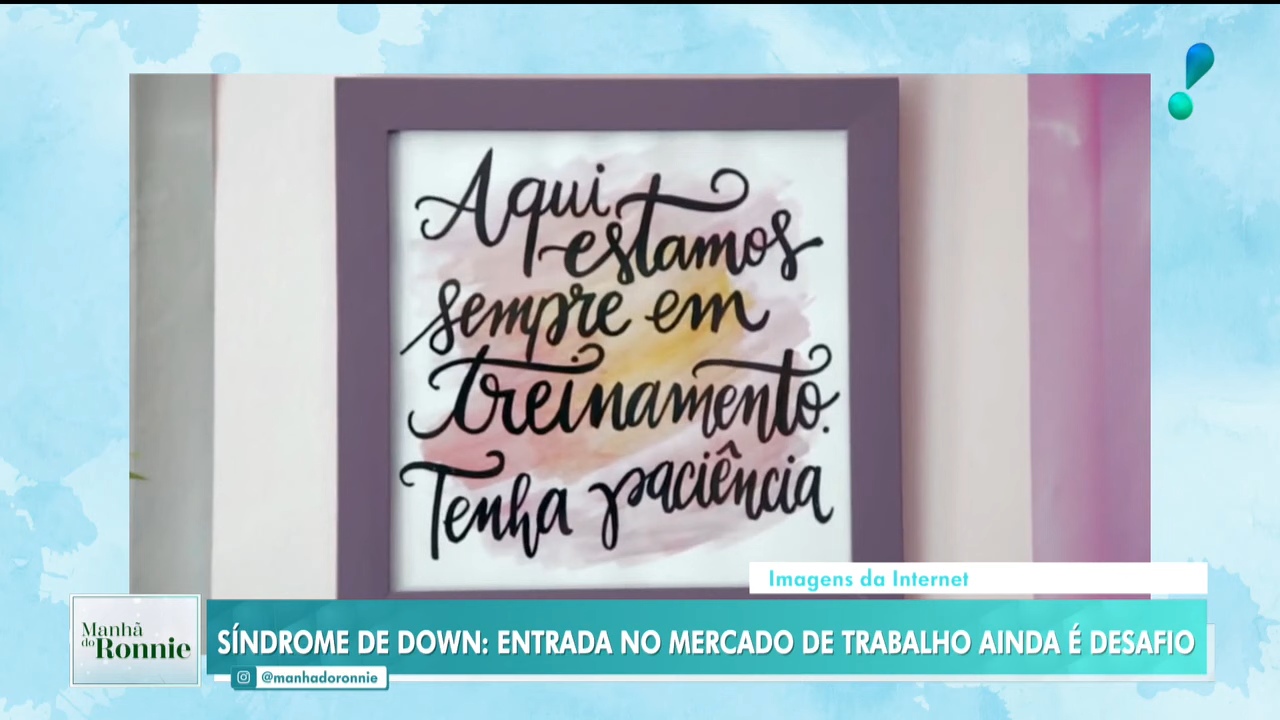 Aqui
estamos
sempre em
treinamento.
Tenha paciência
Imagens da Internet
Manhã
do Ronnie
SÍNDROME DE DOWN: ENTRADA NO MERCADO DE TRABALHO AINDA É DESAFIO
@manhadoronnie